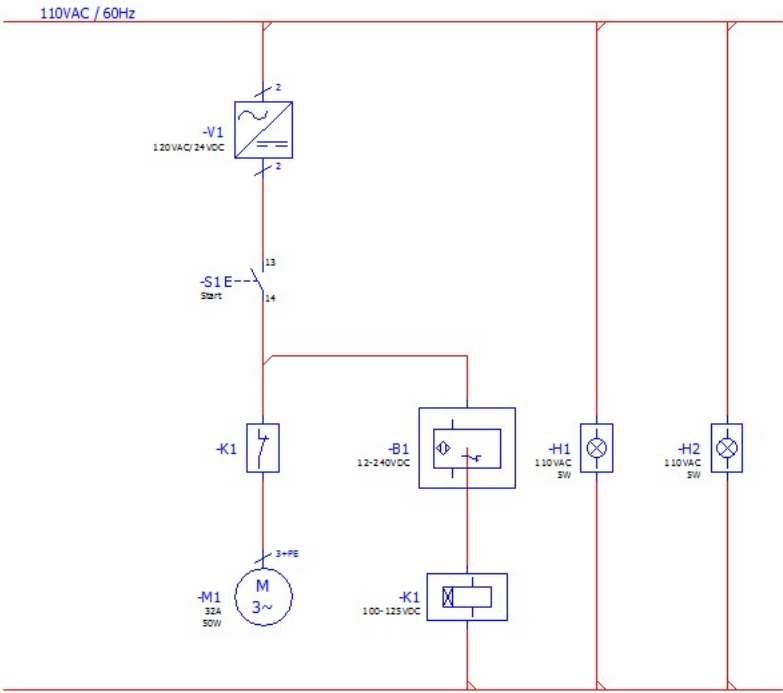 110VAC / 60Hz
2
-V1
120VAC/24VDC
2
13
-S1
Start
14
-K1
-B1
12-240VDC
-H1
110VAC
5W
-H2
110VAC
5W
3+PE
-M1
32A
50W
M
3~
-K1
100-125VDC